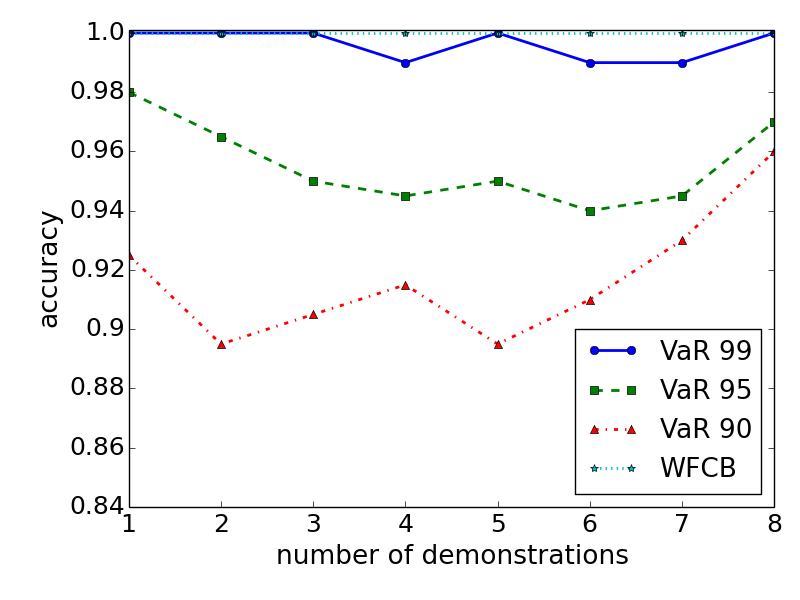 1.0
0.98
0.96
0.94
0.92
0.9
0.88
0.86
0.84
accuracy
1 2 3 4 5 6 7 8
number of demonstrations
VaR 99
VaR 95
VaR 90
WFCB